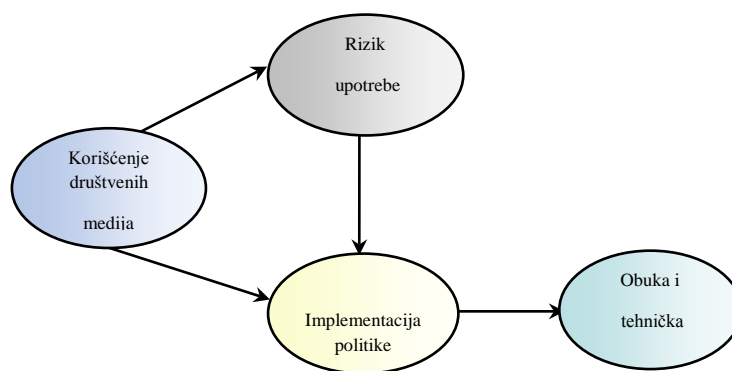 Rizik
upotrebe
Korišćenje
društvenih
medija
Implementacija
politike
Obuka i
tehnička